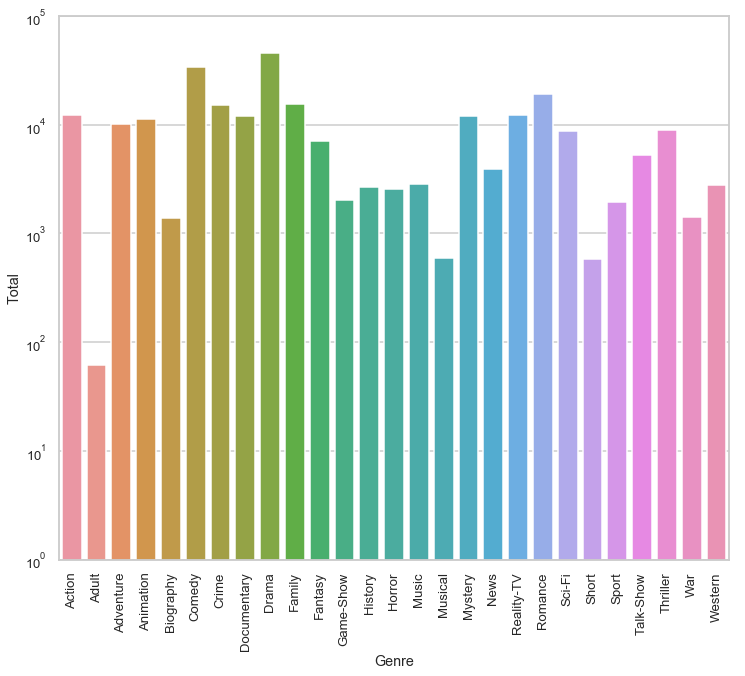 10^5
10^4
10^3
10^2
10^1
10^0
Total
Action
Adult
Adventure
Animation
Biography
Comedy
Crime
Documentary
Drama
Family
Fantasy
Game-Show
History
Horror
Music
Musical
Mystery
News
Reality-TV
Romance
Sci-Fi
Short
Sport
Talk-Show
Thriller
War
Western
Genre